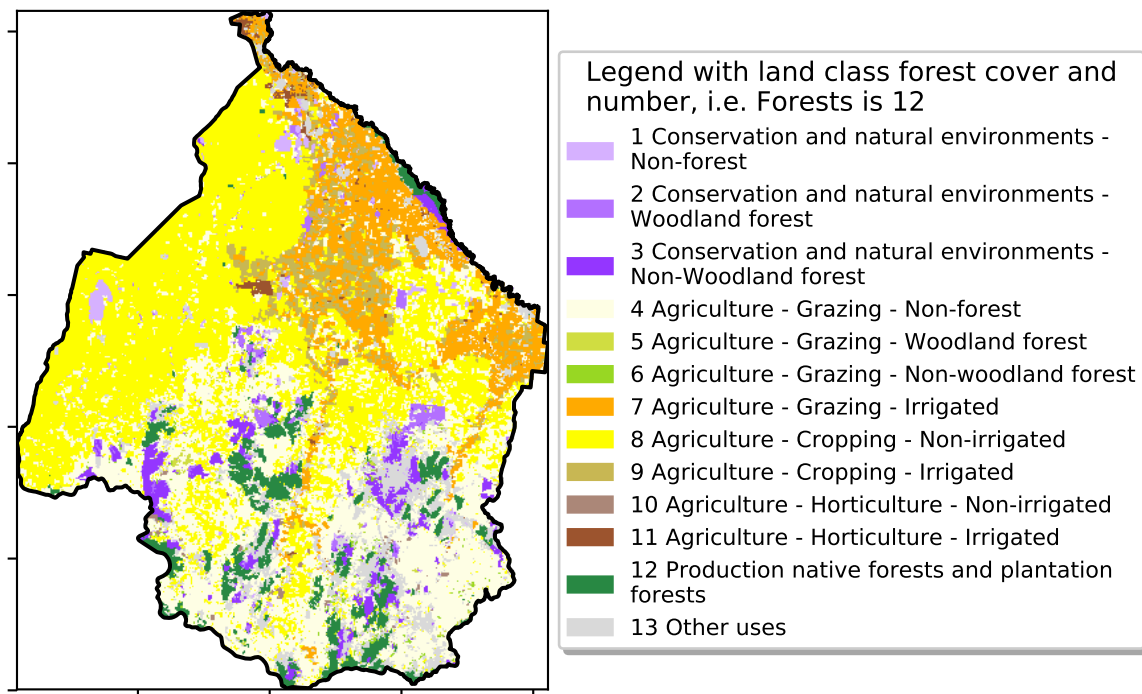 Legend with land class forest cover and
number, i.e. Forests is 12
1 Conservation and natural environments -
Non-forest
2 Conservation and natural environments -
Woodland forest
3 Conservation and natural environments -
Non-Woodland forest
4 Agriculture - Grazing - Non-forest
5 Agriculture - Grazing - Woodland forest
6 Agriculture - Grazing - Non-woodland forest
7 Agriculture - Grazing - Irrigated
8 Agriculture - Cropping - Non-irrigated
9 Agriculture - Cropping - Irrigated
10 Agriculture - Horticulture - Non-irrigated
11 Agriculture - Horticulture - Irrigated
12 Production native forests and plantation
forests
13 Other uses